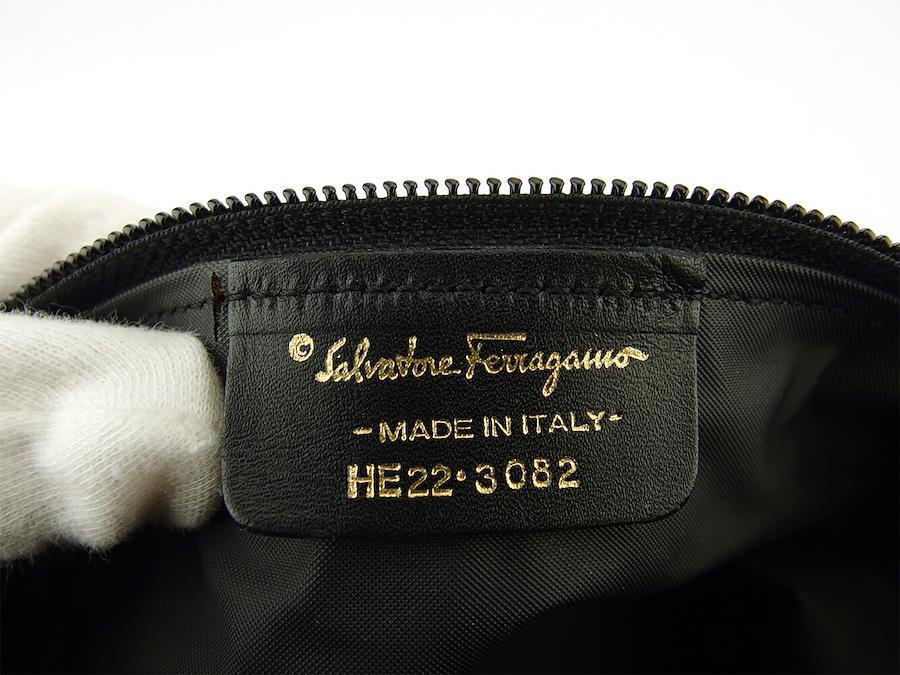 © Salvatore Ferragamo
-MADE IN ITALY-
HE22·3082